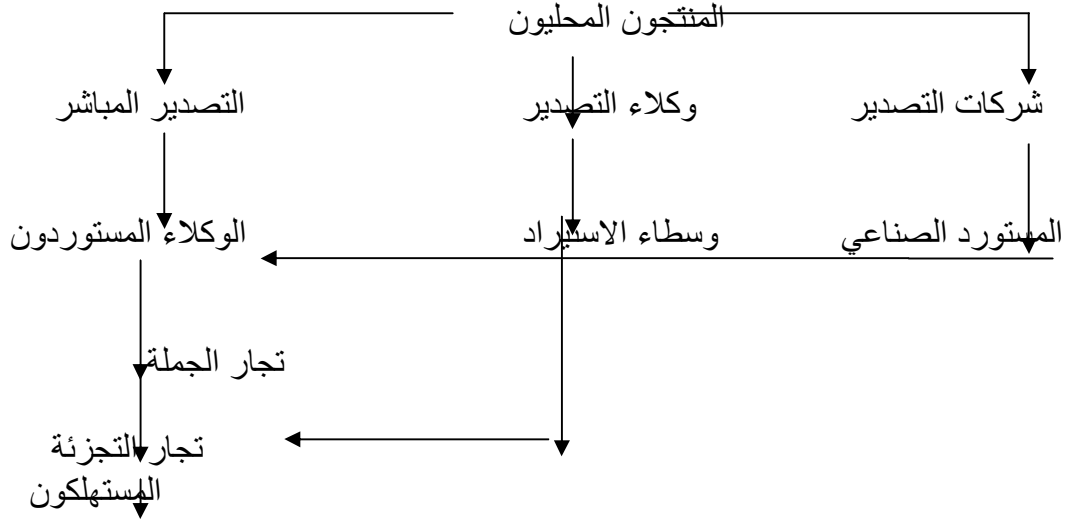 المنتجون المحليون
شركات التصدير وكلاء التصدير التصدير المباشر
المستورد الصناعي وسطاء الاستيراد الوكلاء المستوردون
تجار الجملة
تجار التجزئة
المستهلكون